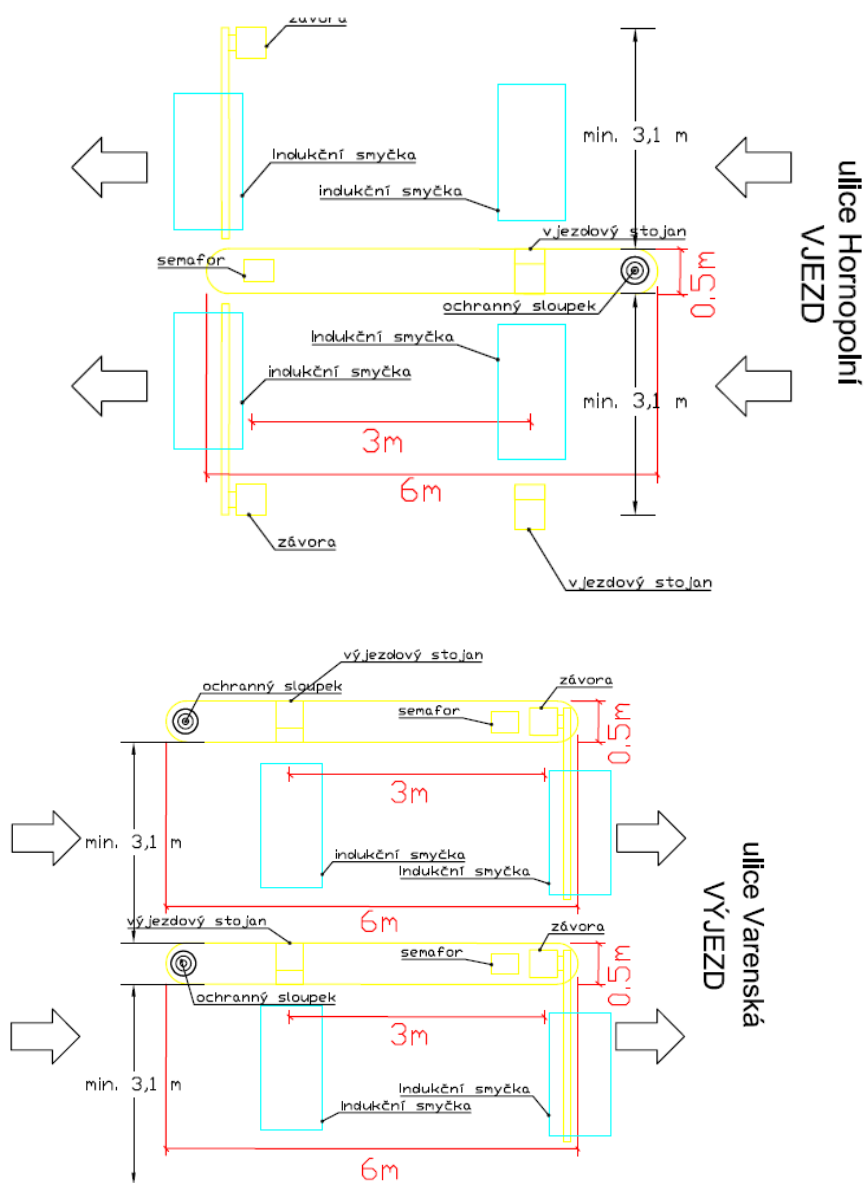 závora
Indukční smyčka
indukční smyčka
min. 3,1 m
ulice Hornopolní
VJEZD
vjezdový stojan
semafor
ochranný sloupek
0,5m
Indukční smyčka
indukční smyčka
min. 3,1 m
3m
6m
závora
vjezdový stojan
výjezdový stojan
ochranný sloupek
závora
semafor
0,5m
3m
min. 3,1 m
indukční smyčka
Indukční smyčka
6m
ulice Varenská
VÝJEZD
výjezdový stojan
závora
semafor
0,5m
ochranný sloupek
3m
min. 3,1 m
Indukční smyčka
Indukční smyčka
6m